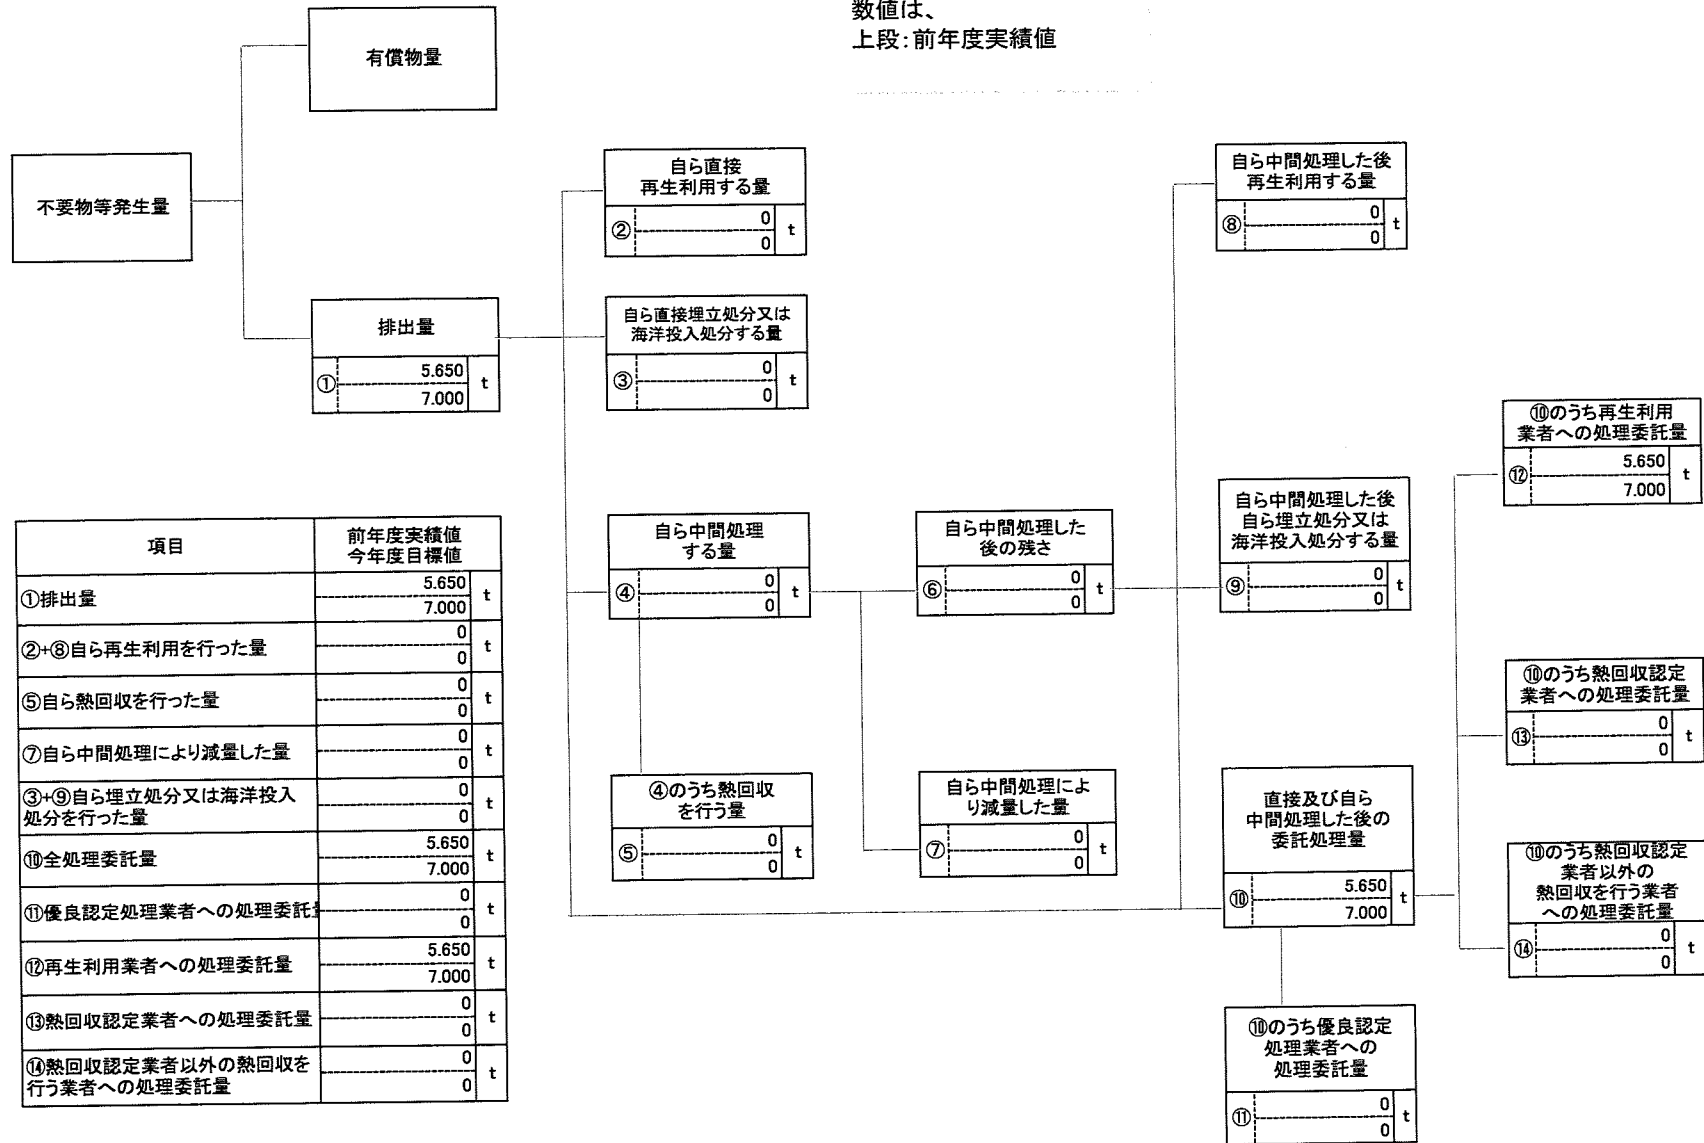 数値は、
上段:前年度実績値
有償物量
不要物等発生量
排出量
① 5.650 t
7.000
自ら直接
再生利用する量
② 0 t
0
自ら直接埋立処分又は
海洋投入処分する量
③ 0 t
0
自ら中間処理
する量
④ 0 t
0
④のうち熱回収
を行う量
⑤ 0 t
0
自ら中間処理した
後の残さ
⑥ 0 t
0
自ら中間処理によ
り減量した量
⑦ 0 t
0
自ら中間処理した後
再生利用する量
⑧ 0 t
0
自ら中間処理した後
自ら埋立処分又は
海洋投入処分する量
⑨ 0 t
0
直接及び自ら
中間処理した後の
委託処理量
⑩ 5.650 t
7.000
⑩のうち優良認定
処理業者への
処理委託量
⑪ 0 t
0
⑩のうち再生利用
業者への処理委託量
⑫ 5.650 t
7.000
⑩のうち熱回収認定
業者への処理委託量
⑬ 0 t
0
⑩のうち熱回収認定
業者以外の
熱回収を行う業者
への処理委託量
⑭ 0 t
0
項目 前年度実績値
今年度目標値
①排出量 5.650 t
7.000
②+⑧自ら再生利用を行った量 0 t
0
⑤自ら熱回収を行った量 0 t
0
⑦自ら中間処理により減量した量 0 t
0
③+⑨自ら埋立処分又は海洋投入
処分を行った量 0 t
0
⑩全処理委託量 5.650 t
7.000
⑪優良認定処理業者への処理委託 0 t
0
⑫再生利用業者への処理委託量 5.650 t
7.000
⑬熱回収認定業者への処理委託量 0 t
0
⑭熱回収認定業者以外の熱回収を
行う業者への処理委託量 0 t
0